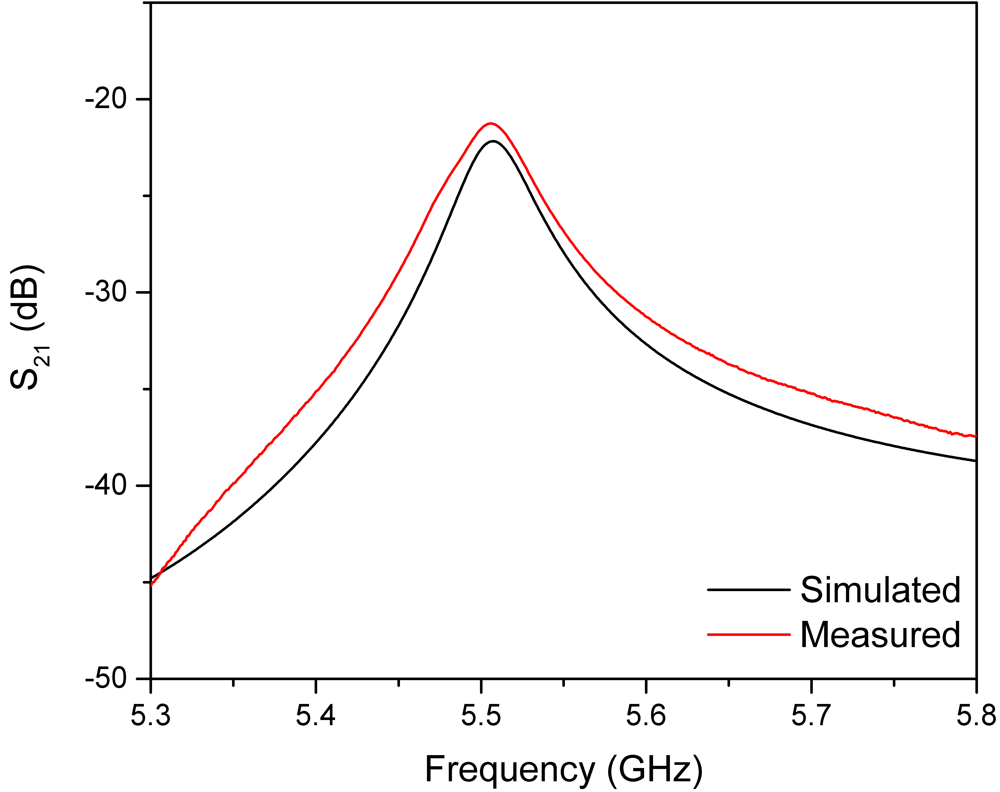 S21 (dB)
-20
-30
-40
-50
Simulated
Measured
5.3 5.4 5.5 5.6 5.7 5.8
Frequency (GHz)